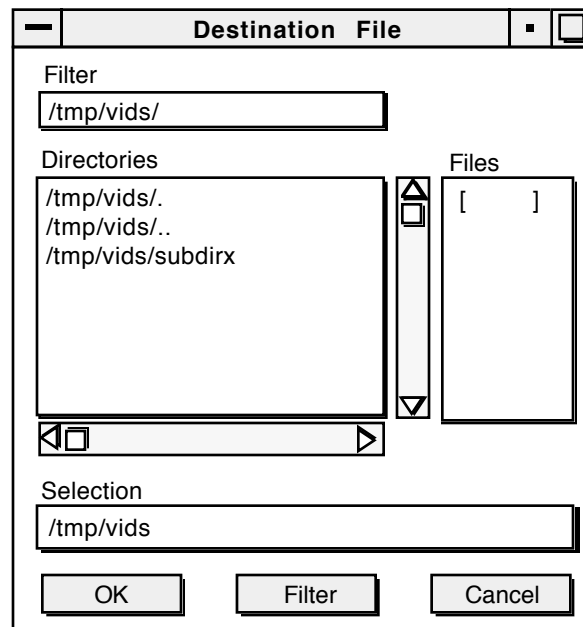 Destination File
Filter
/tmp/vids/
Directories
Files
/tmp/vids/.
[ ]
/tmp/vids/..
/tmp/vids/subdirx
Selection
/tmp/vids
OK Filter Cancel